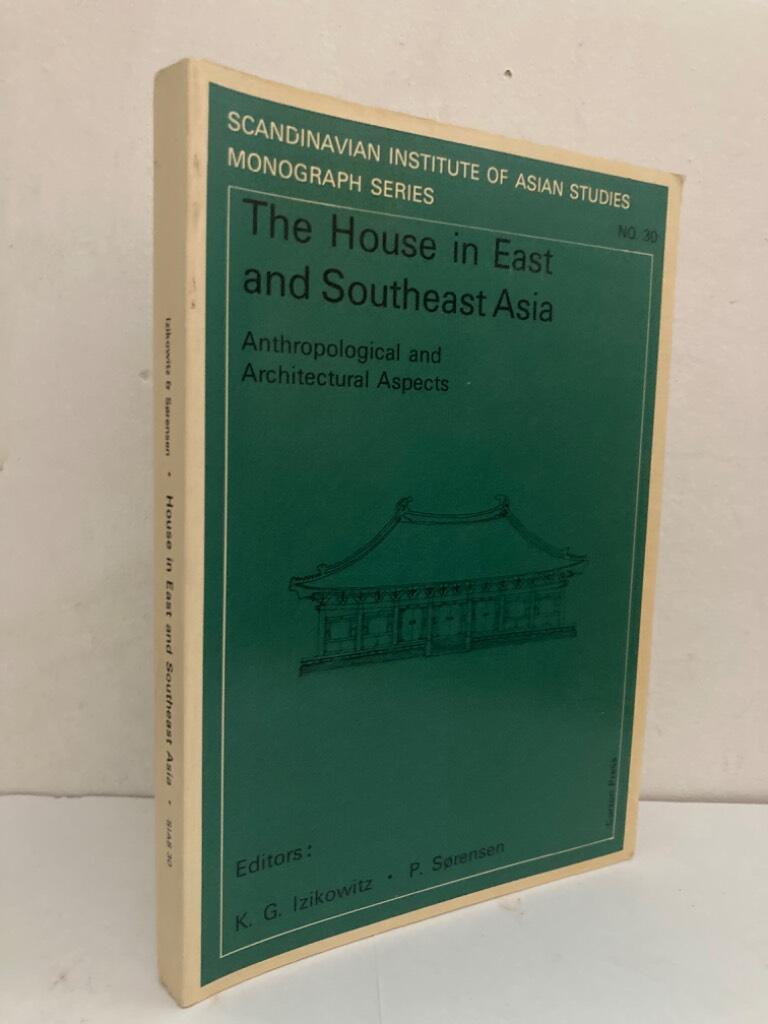 SCANDINAVIAN INSTITUTE OF ASIAN STUDIES
MONOGRAPH SERIES
NO. 30
The House in East
and Southeast Asia
Anthropological and
Architectural Aspects
Editors:
K. G. Izikowitz · P. Sørensen
Curzon Press
Izikowitz & Sørensen · House in East and Southeast Asia · SIAS 30